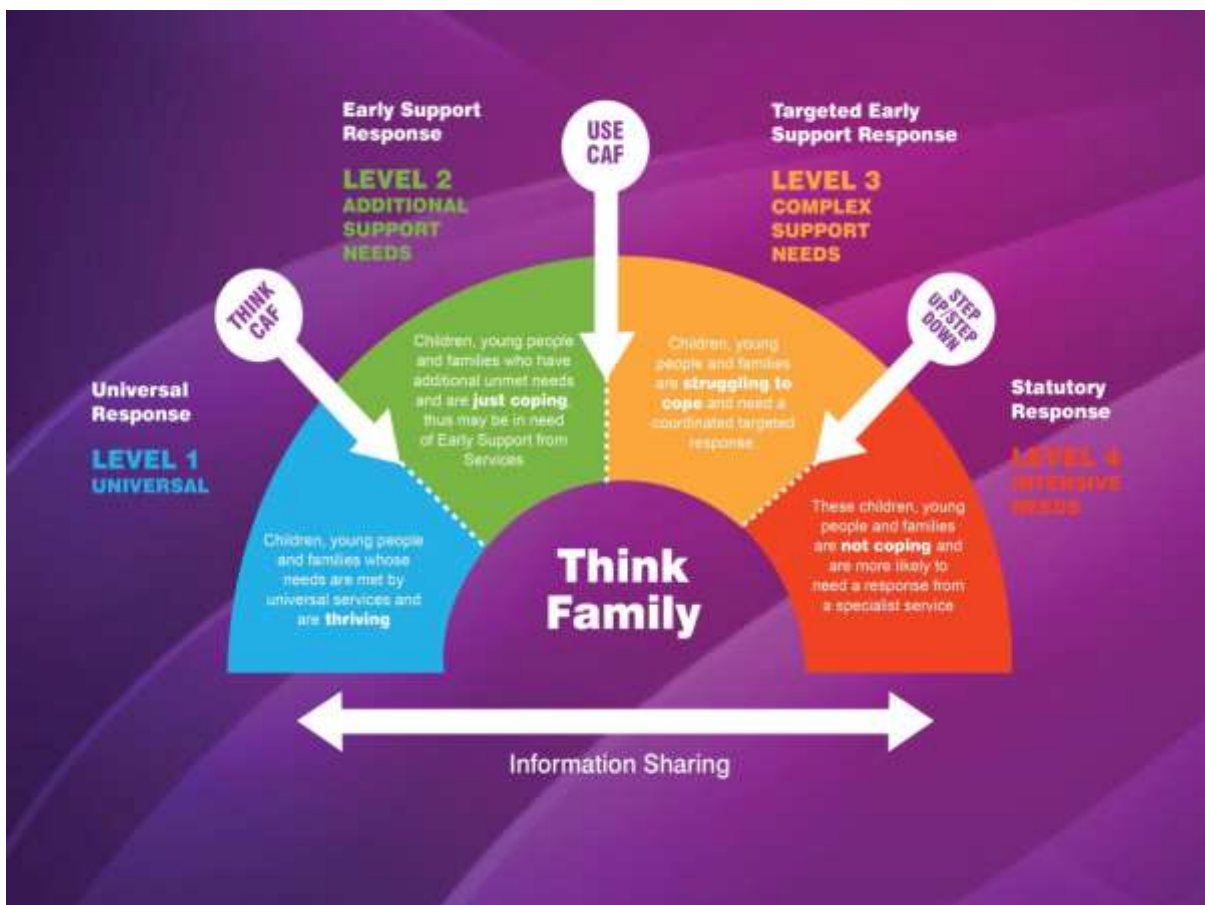 Early Support
Response
LEVEL 2
ADDITIONAL
SUPPORT
NEEDS
USE
CAF
Targeted Early
Support Response
LEVEL 3
COMPLEX
SUPPORT
NEEDS
THINK
CAF
STEP
UP/STEP
DOWN
Universal
Response
LEVEL 1
UNIVERSAL
Children, young people
and families who have
additional unmet needs
and are just coping,
thus may be in need
of Early Support from
Services
Children, young
people and families
are struggling to
cope and need a
coordinated targeted
response
Statutory
Response
LEVEL 4
INTENSIVE
NEEDS
Children, young people
and families whose
needs are met by
universal services and
are thriving
These children, young
people and families
are not coping and
are more likely to
need a response from
a specialist service
Think
Family
Information Sharing